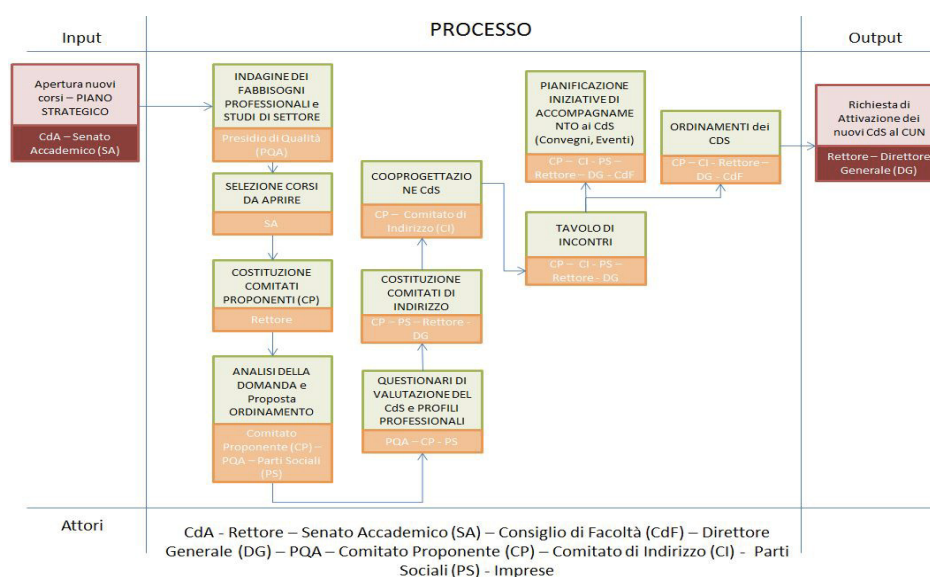 Input
PROCESSO
Output
Apertura nuovi
corsi – PIANO
STRATEGICO
CdA – Senato
Accademico (SA)
INDAGINE DEI
FABBISOGNI
PROFESSIONALI e
STUDI DI SETTORE
Presidio di Qualità
(PQA)
SELEZIONE CORSI
DA APRIRE
SA
COSTITUZIONE
COMITATI
PROPONENTI (CP)
Rettore
ANALISI DELLA
DOMANDA e
Proposta
ORDINAMENTO
Comitato
Proponente (CP) –
PQA – Parti Sociali
(PS)
QUESTIONARI DI
VALUTAZIONE DEL
CdS e PROFILI
PROFESSIONALI
PQA – CP - PS
COSTITUZIONE
COMITATI DI
INDIRIZZO
CP – PS – Rettore -
DG
COOPROGETTAZIO
NE CdS
CP – Comitato di
Indirizzo (CI)
TAVOLO DI
INCONTRI
CP – CI - PS –
Rettore - DG
PIANIFICAZIONE
INIZIATIVE DI
ACCOMPAGNAME
NTO ai CdS
(Convegni, Eventi)
CP – CI - PS –
Rettore – DG - CdF
ORDINAMENTI dei
CDS
CP – CI - Rettore –
DG - CdF
Richiesta di
Attivazione dei
nuovi CdS al CUN
Rettore – Direttore
Generale (DG)
Attori
CdA - Rettore – Senato Accademico (SA) – Consiglio di Facoltà (CdF) – Direttore
Generale (DG) – PQA – Comitato Proponente (CP) – Comitato di Indirizzo (CI) - Parti
Sociali (PS) - Imprese